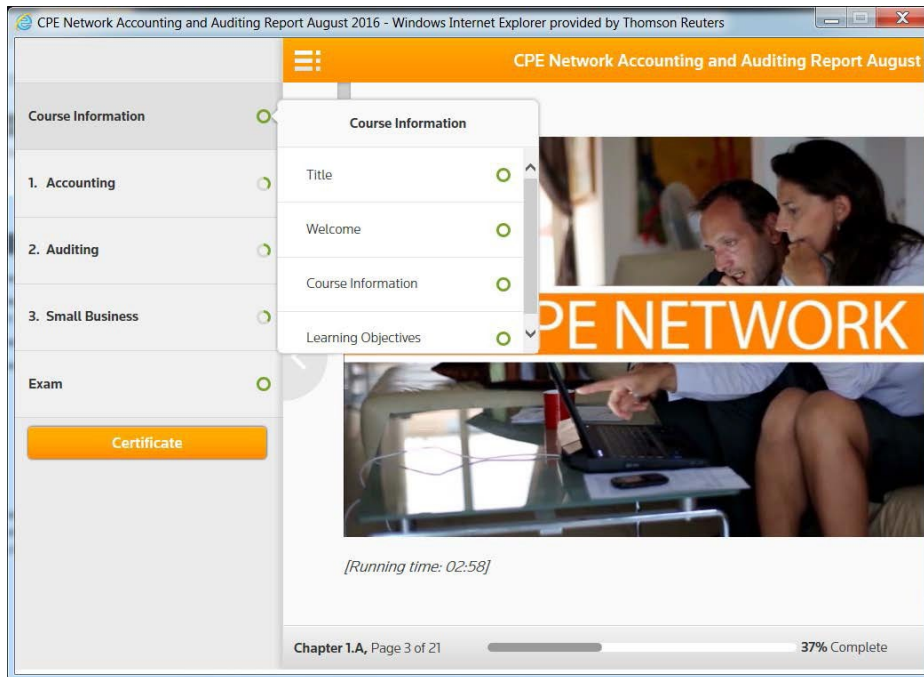 CPE Network Accounting and Auditing Report August 2016 - Windows Internet Explorer provided by Thomson Reuters
CPE Network Accounting and Auditing Report August
Course Information
1. Accounting
2. Auditing
3. Small Business
Exam
Certificate
Course Information
Title
Welcome
Course Information
Learning Objectives
PE NETWORK
[Running time: 02:58]
Chapter 1.A, Page 3 of 21
37% Complete